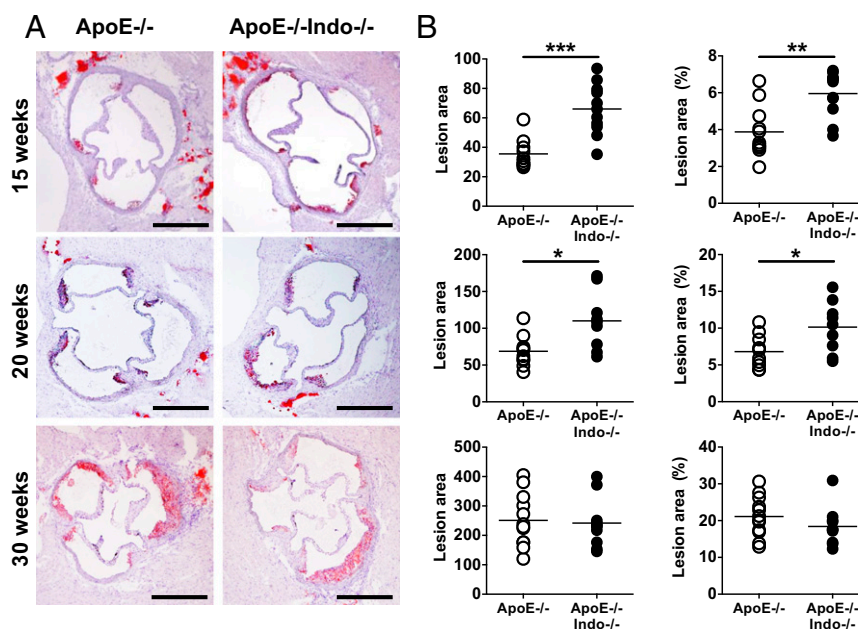 A
ApoE-/-
ApoE-/-Indo-/-
B
15 weeks
20 weeks
30 weeks
***
Lesion area
100
80
60
40
20
0
ApoE-/-
ApoE-/-
Indo-/-
**
Lesion area (%)
8
6
4
2
0
ApoE-/-
ApoE-/-
Indo-/-
*
Lesion area
200
150
100
50
0
ApoE-/-
ApoE-/-
Indo-/-
*
Lesion area (%)
20
15
10
5
0
ApoE-/-
ApoE-/-
Indo-/-
Lesion area
500
400
300
200
100
0
ApoE-/-
ApoE-/-
Indo-/-
Lesion area (%)
40
30
20
10
0
ApoE-/-
ApoE-/-
Indo-/-